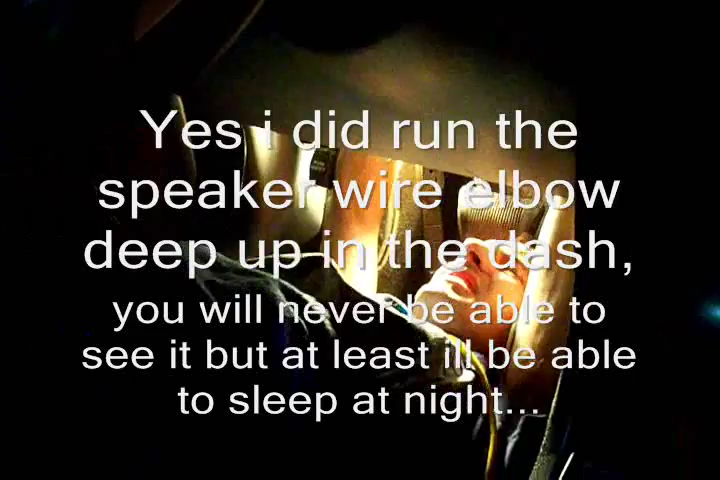 Yes i did run the
speaker wire elbow
deep up in the dash,
you will never be able to
see it but at least ill be able
to sleep at night...